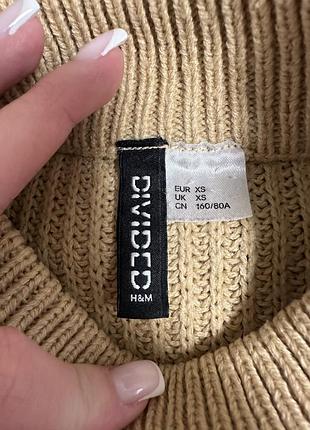 DIVIDED
H&M
EUR XS
UK XS
CN 160/80A